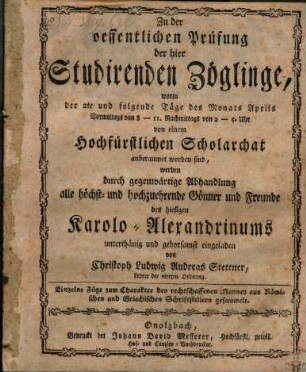 Zu der
oeffentlichen Prüfung
der hier
Studirenden Zöglinge,
wozu
der 2te und folgende Täge des Monats Aprils
Vormittags von 8 — 11. Nachmittags von 2 — 5. Uhr
von einem
Hochfürstlichen Scholarchat
anberaumet worden sind,
werden
durch gegenwärtige Abhandlung
alle höchst- und hochzuehrende Gönner und Freunde
des hiesigen
Karolo-Alexandrinums
unterthänig und gehorsamst eingeladen
von
Christoph Ludwig Andreas Stettner,
Lehrer der vierten Ordnung.
Einzelne Züge zum Charakter des rechtschaffenen Mannes aus Römi-
schen und Griechischen Schriftstellern gesammelt.
Onolzbach,
Gedruckt bei Johann David Messerer, Hochfürstl. privil.
Hof- und Canzley-Buchdrucker.